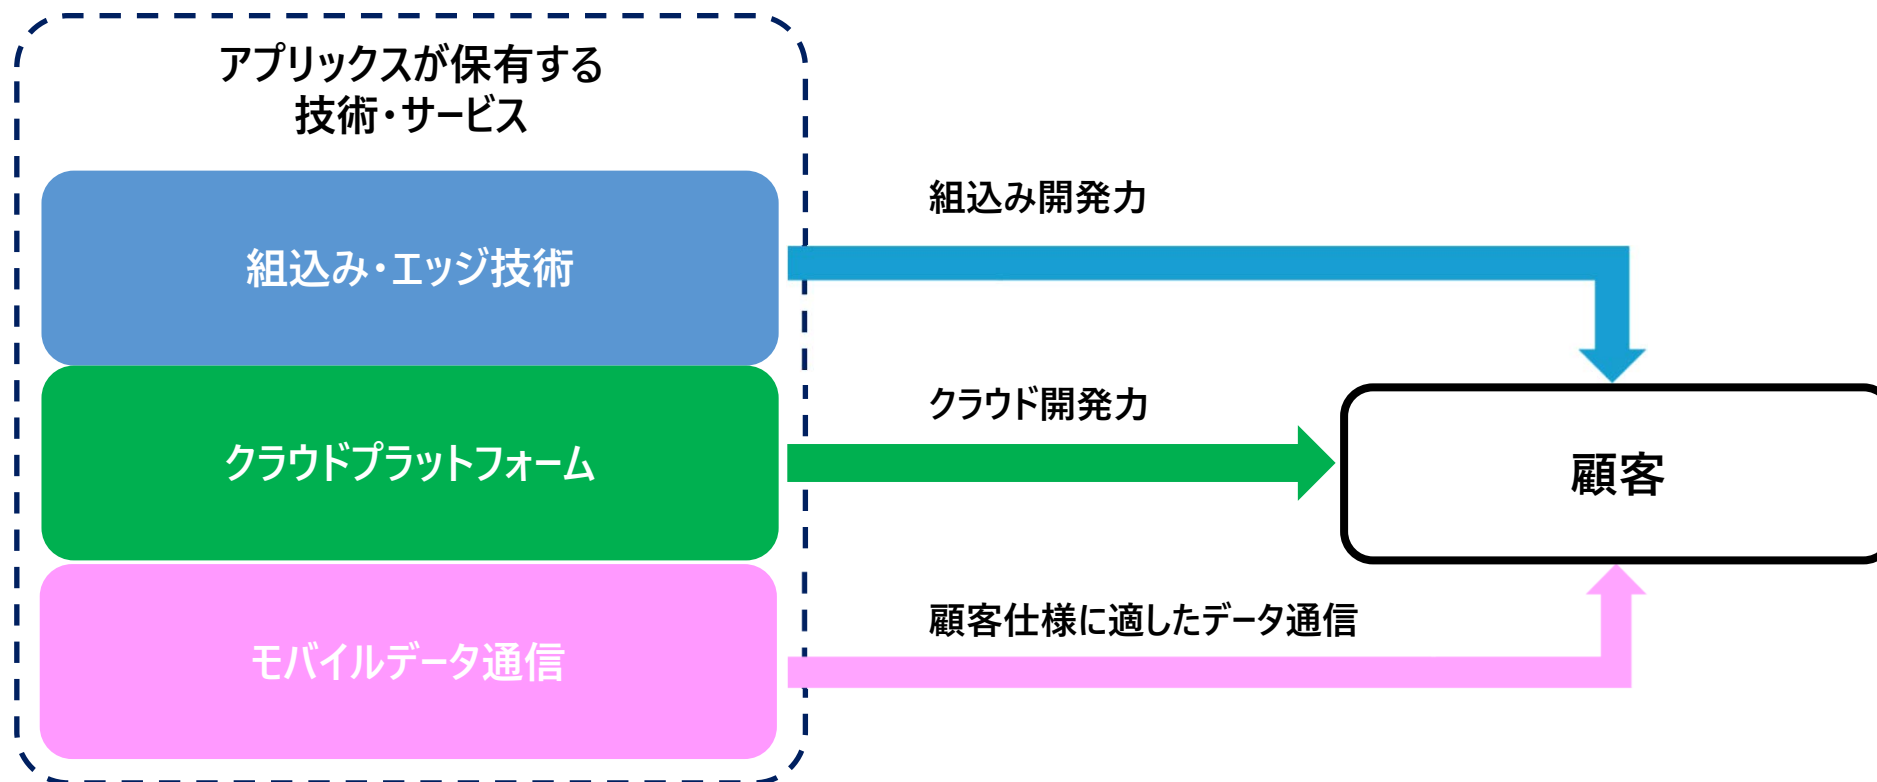 アプリックスが保有する
技術・サービス
組込み・エッジ技術
クラウドプラットフォーム
モバイルデータ通信
組込み開発力
クラウド開発力
顧客仕様に適したデータ通信
顧客